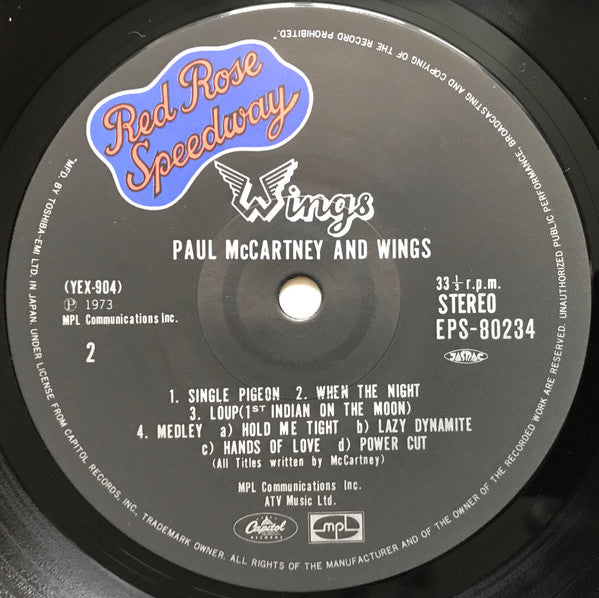 Red Rose
Speedway
Wings
PAUL McCARTNEY AND WINGS
(YEX-904)
Ⓟ 1973
MPL Communications Inc.
2
33 1/3 r.p.m.
STEREO
EPS-80234
JASRAC
1. SINGLE PIGEON 2. WHEN THE NIGHT
3. LOUP(1ST INDIAN ON THE MOON)
4. MEDLEY a) HOLD ME TIGHT b) LAZY DYNAMITE
c) HANDS OF LOVE d) POWER CUT
(All Titles written by McCartney)
MPL Communications Inc.
ATV Music Ltd.
Capitol
RECORDS
mpl
"MFD. BY TOSHIBA-EMI LTD. IN JAPAN, UNDER LICENSE FROM CAPITOL RECORDS, INC., TRADEMARK OWNER. ALL RIGHTS OF THE MANUFACTURER AND OF THE OWNER OF THE RECORDED WORK ARE RESERVED. UNAUTHORIZED PUBLIC PERFORMANCE, BROADCASTING AND COPYING OF THE RECORD PROHIBITED."